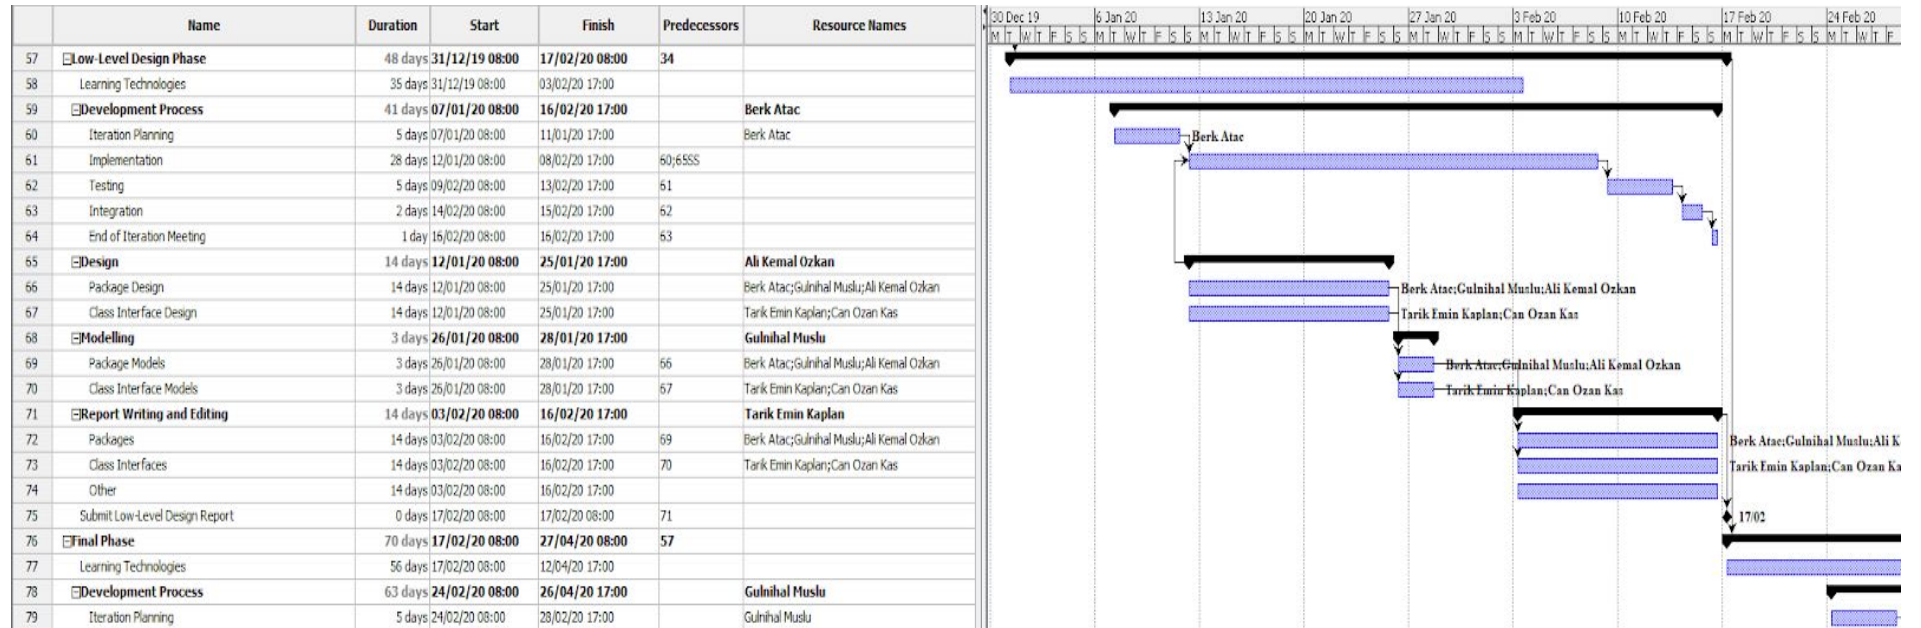 Name Duration Start Finish Predecessors Resource Names
30 Dec 19 6 Jan 20 13 Jan 20 20 Jan 20 27 Jan 20 3 Feb 20 10 Feb 20 17 Feb 20 24 Feb 20
M T W T F S S M T W T F S S M T W T F S S M T W T F S S M T W T F S S M T W T F S S M T W T F S S M T W T F S S M T W T F
57 Low-Level Design Phase 48 days 31/12/19 08:00 17/02/20 08:00 34
58 Learning Technologies 35 days 31/12/19 08:00 03/02/20 17:00
59 Development Process 41 days 07/01/20 08:00 16/02/20 17:00 Berk Atac
60 Iteration Planning 5 days 07/01/20 08:00 11/01/20 17:00 Berk Atac Berk Atac
61 Implementation 28 days 12/01/20 08:00 08/02/20 17:00 60;65SS
62 Testing 5 days 09/02/20 08:00 13/02/20 17:00 61
63 Integration 2 days 14/02/20 08:00 15/02/20 17:00 62
64 End of Iteration Meeting 1 day 16/02/20 08:00 16/02/20 17:00 63
65 Design 14 days 12/01/20 08:00 25/01/20 17:00 Ali Kemal Ozkan
66 Package Design 14 days 12/01/20 08:00 25/01/20 17:00 Berk Atac;Gulnihal Muslu;Ali Kemal Ozkan Berk Atac;Gulnihal Muslu;Ali Kemal Ozkan
67 Class Interface Design 14 days 12/01/20 08:00 25/01/20 17:00 Tarik Emin Kaplan;Can Ozan Kas Tarik Emin Kaplan;Can Ozan Kas
68 Modelling 3 days 26/01/20 08:00 28/01/20 17:00 Gulnihal Muslu
69 Package Models 3 days 26/01/20 08:00 28/01/20 17:00 66 Berk Atac;Gulnihal Muslu;Ali Kemal Ozkan Berk Atac;Gulnihal Muslu;Ali Kemal Ozkan
70 Class Interface Models 3 days 26/01/20 08:00 28/01/20 17:00 67 Tarik Emin Kaplan;Can Ozan Kas Tarik Emin Kaplan;Can Ozan Kas
71 Report Writing and Editing 14 days 03/02/20 08:00 16/02/20 17:00 Tarik Emin Kaplan
72 Packages 14 days 03/02/20 08:00 16/02/20 17:00 69 Berk Atac;Gulnihal Muslu;Ali Kemal Ozkan Berk Atac;Gulnihal Muslu;Ali K
73 Class Interfaces 14 days 03/02/20 08:00 16/02/20 17:00 70 Tarik Emin Kaplan;Can Ozan Kas Tarik Emin Kaplan;Can Ozan Ka
74 Other 14 days 03/02/20 08:00 16/02/20 17:00
75 Submit Low-Level Design Report 0 days 17/02/20 08:00 17/02/20 08:00 71 17/02
76 Final Phase 70 days 17/02/20 08:00 27/04/20 08:00 57
77 Learning Technologies 56 days 17/02/20 08:00 12/04/20 17:00
78 Development Process 63 days 24/02/20 08:00 26/04/20 17:00 Gulnihal Muslu
79 Iteration Planning 5 days 24/02/20 08:00 28/02/20 17:00 Gulnihal Muslu